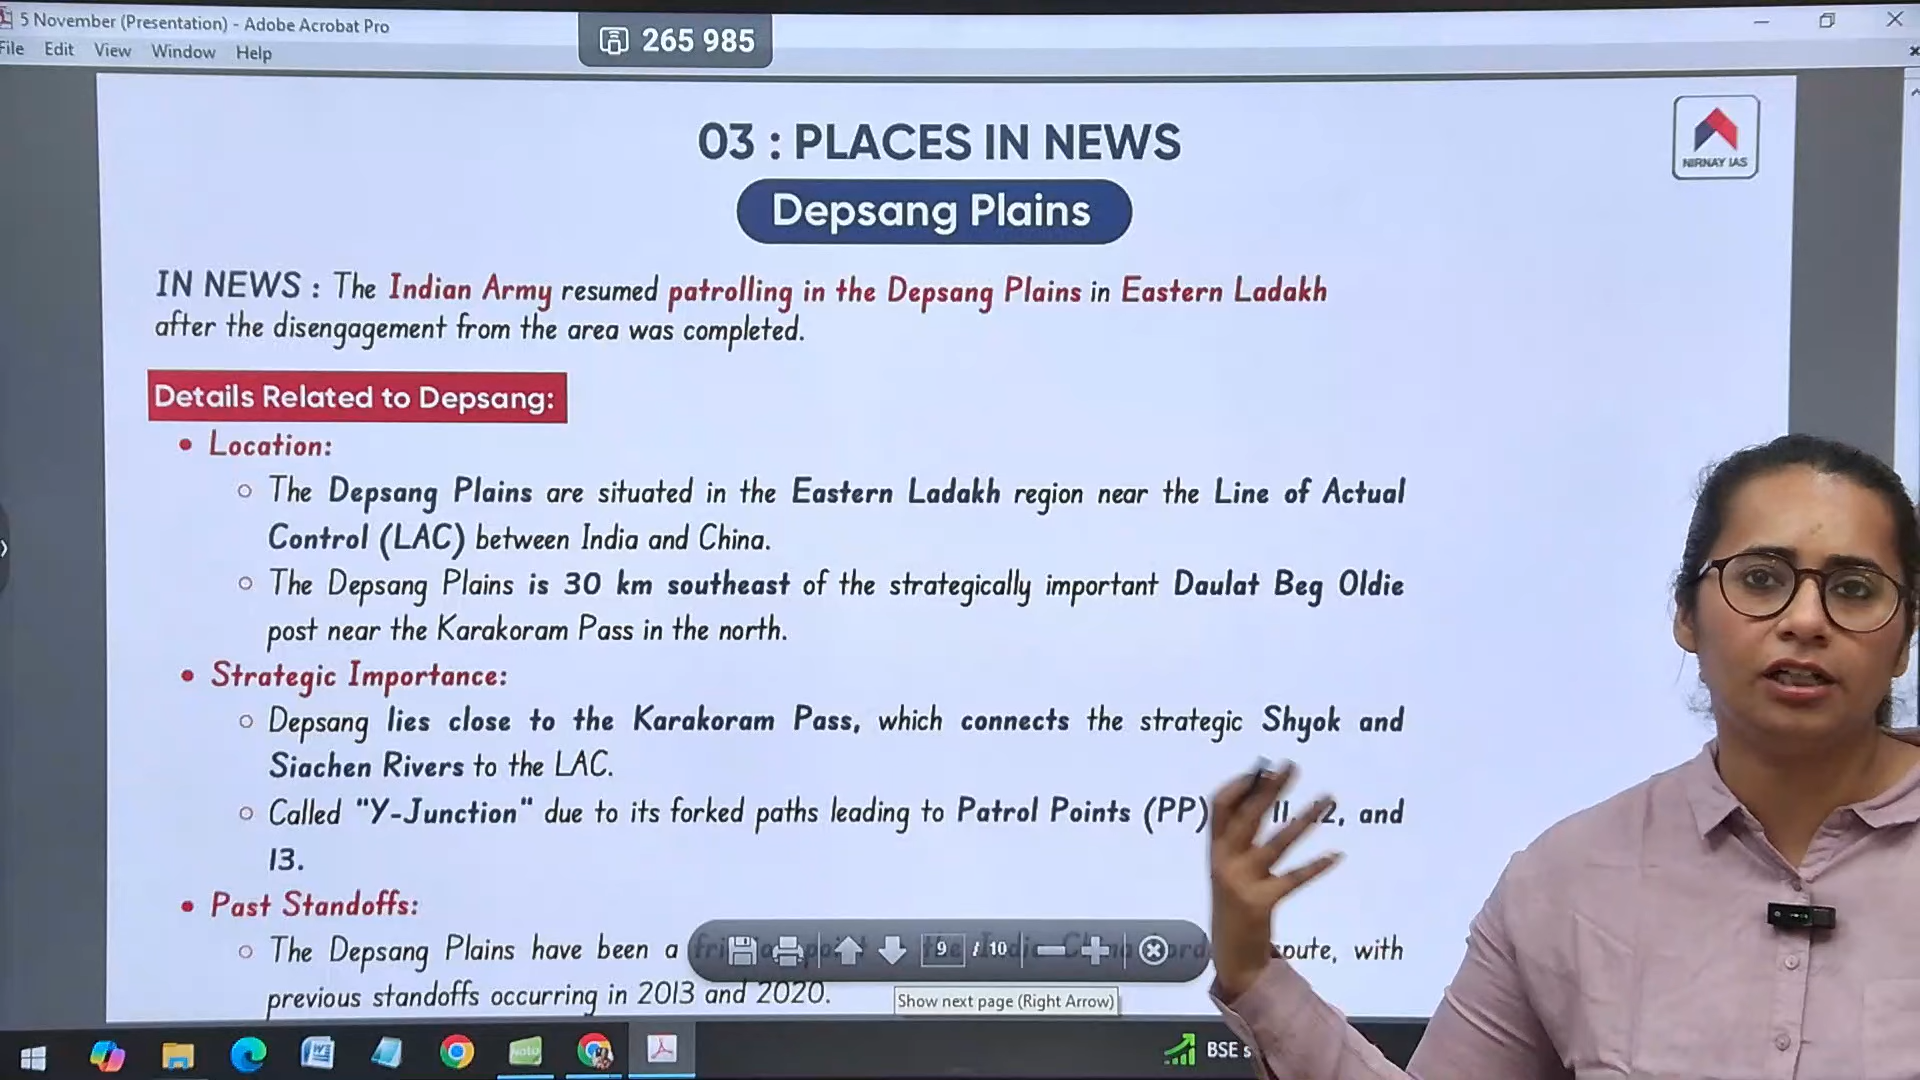 5 November (Presentation) - Adobe Acrobat Pro
File Edit View Window Help
265 985
03 : PLACES IN NEWS
NIRNAY IAS
Depsang Plains
IN NEWS : The Indian Army resumed patrolling in the Depsang Plains in Eastern Ladakh
after the disengagement from the area was completed.
Details Related to Depsang:
Location:
The Depsang Plains are situated in the Eastern Ladakh region near the Line of Actual
Control (LAC) between India and China.
The Depsang Plains is 30 km southeast of the strategically important Daulat Beg Oldie
post near the Karakoram Pass in the north.
Strategic Importance:
Depsang lies close to the Karakoram Pass, which connects the strategic Shyok and
Siachen Rivers to the LAC.
Called "Y-Junction" due to its forked paths leading to Patrol Points (PP) 11, 12, and
13.
Past Standoffs:
The Depsang Plains have been a with
previous standoffs occurring in 2013 and 2020.
9 / 10
Show next page (Right Arrow)
BSE